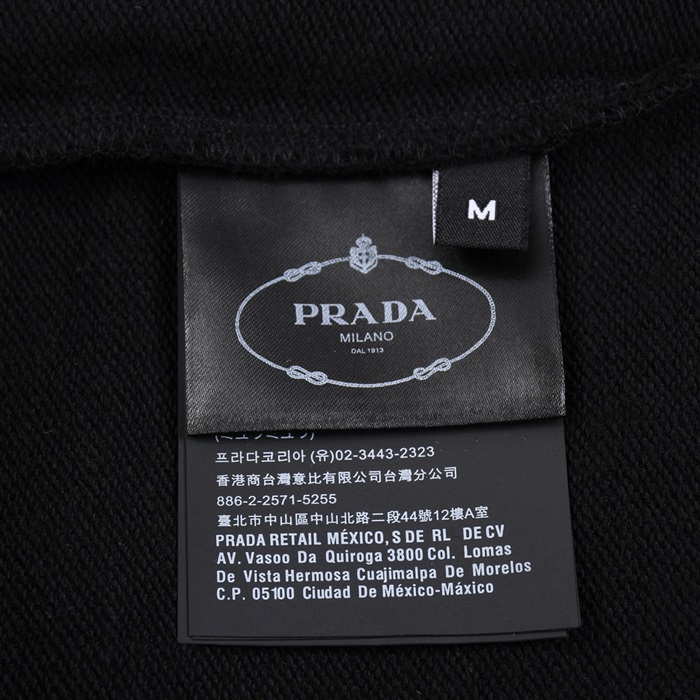 M
PRADA
MILANO
DAL 1913
프라다코리아 (유)02-3443-2323
香港商台灣意比有限公司台灣分公司
886-2-2571-5255
臺北市中山區中山北路二段44號12樓A室
PRADA RETAIL MÉXICO, S DE RL DE CV
AV. Vasoo Da Quiroga 3800 Col. Lomas
De Vista Hermosa Cuajimalpa De Morelos
C.P. 05100 Ciudad De México-Máxico